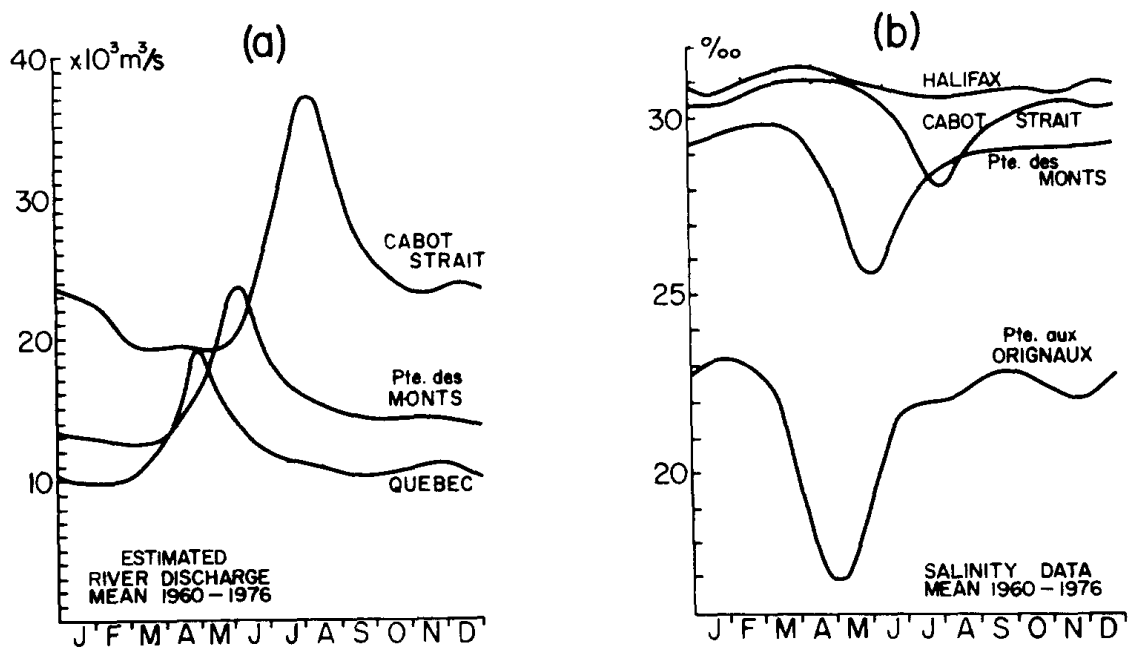 (a)
x10³m³/s
40
30
20
10
CABOT
STRAIT
Pte. des
MONTS
QUEBEC
ESTIMATED
RIVER DISCHARGE
MEAN 1960-1976
J F M A M J J A S O N D
(b)
‰
30
25
20
HALIFAX
CABOT STRAIT
Pte. des
MONTS
Pte. aux
ORIGNAUX
SALINITY DATA
MEAN 1960-1976
J F M A M J J A S O N D